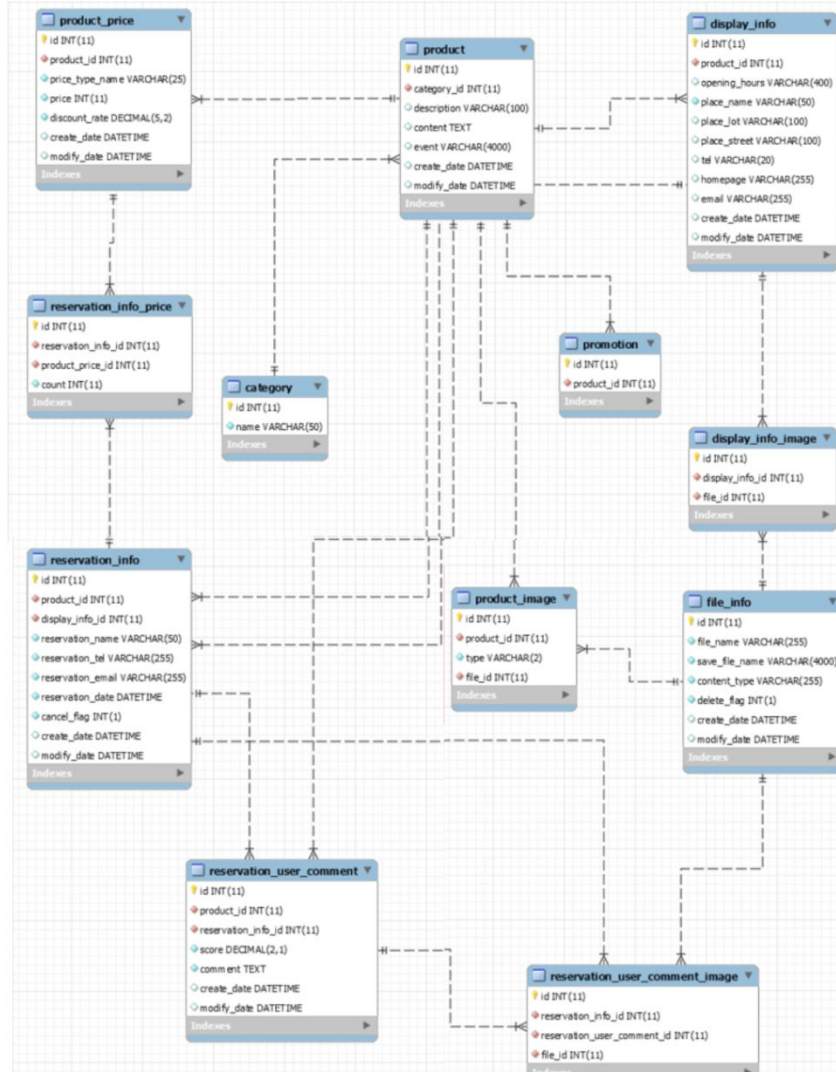 product_price
id INT(11)
product_id INT(11)
price_type_name VARCHAR(25)
price INT(11)
discount_rate DECIMAL(5,2)
create_date DATETIME
modify_date DATETIME
Indexes
product
id INT(11)
category_id INT(11)
description VARCHAR(100)
content TEXT
event VARCHAR(4000)
create_date DATETIME
modify_date DATETIME
Indexes
display_info
id INT(11)
product_id INT(11)
opening_hours VARCHAR(400)
place_name VARCHAR(50)
place_lot VARCHAR(100)
place_street VARCHAR(100)
tel VARCHAR(20)
homepage VARCHAR(255)
email VARCHAR(255)
create_date DATETIME
modify_date DATETIME
Indexes
reservation_info_price
id INT(11)
reservation_info_id INT(11)
product_price_id INT(11)
count INT(11)
Indexes
category
id INT(11)
name VARCHAR(50)
Indexes
promotion
id INT(11)
product_id INT(11)
Indexes
display_info_image
id INT(11)
display_info_id INT(11)
file_id INT(11)
Indexes
reservation_info
id INT(11)
product_id INT(11)
display_info_id INT(11)
reservation_name VARCHAR(50)
reservation_tel VARCHAR(255)
reservation_email VARCHAR(255)
reservation_date DATETIME
cancel_flag INT(1)
create_date DATETIME
modify_date DATETIME
Indexes
product_image
id INT(11)
product_id INT(11)
type VARCHAR(2)
file_id INT(11)
Indexes
file_info
id INT(11)
file_name VARCHAR(255)
save_file_name VARCHAR(4000)
content_type VARCHAR(255)
delete_flag INT(1)
create_date DATETIME
modify_date DATETIME
Indexes
reservation_user_comment
id INT(11)
product_id INT(11)
reservation_info_id INT(11)
score DECIMAL(2,1)
comment TEXT
create_date DATETIME
modify_date DATETIME
Indexes
reservation_user_comment_image
id INT(11)
reservation_info_id INT(11)
reservation_user_comment_id INT(11)
file_id INT(11)
Indexes